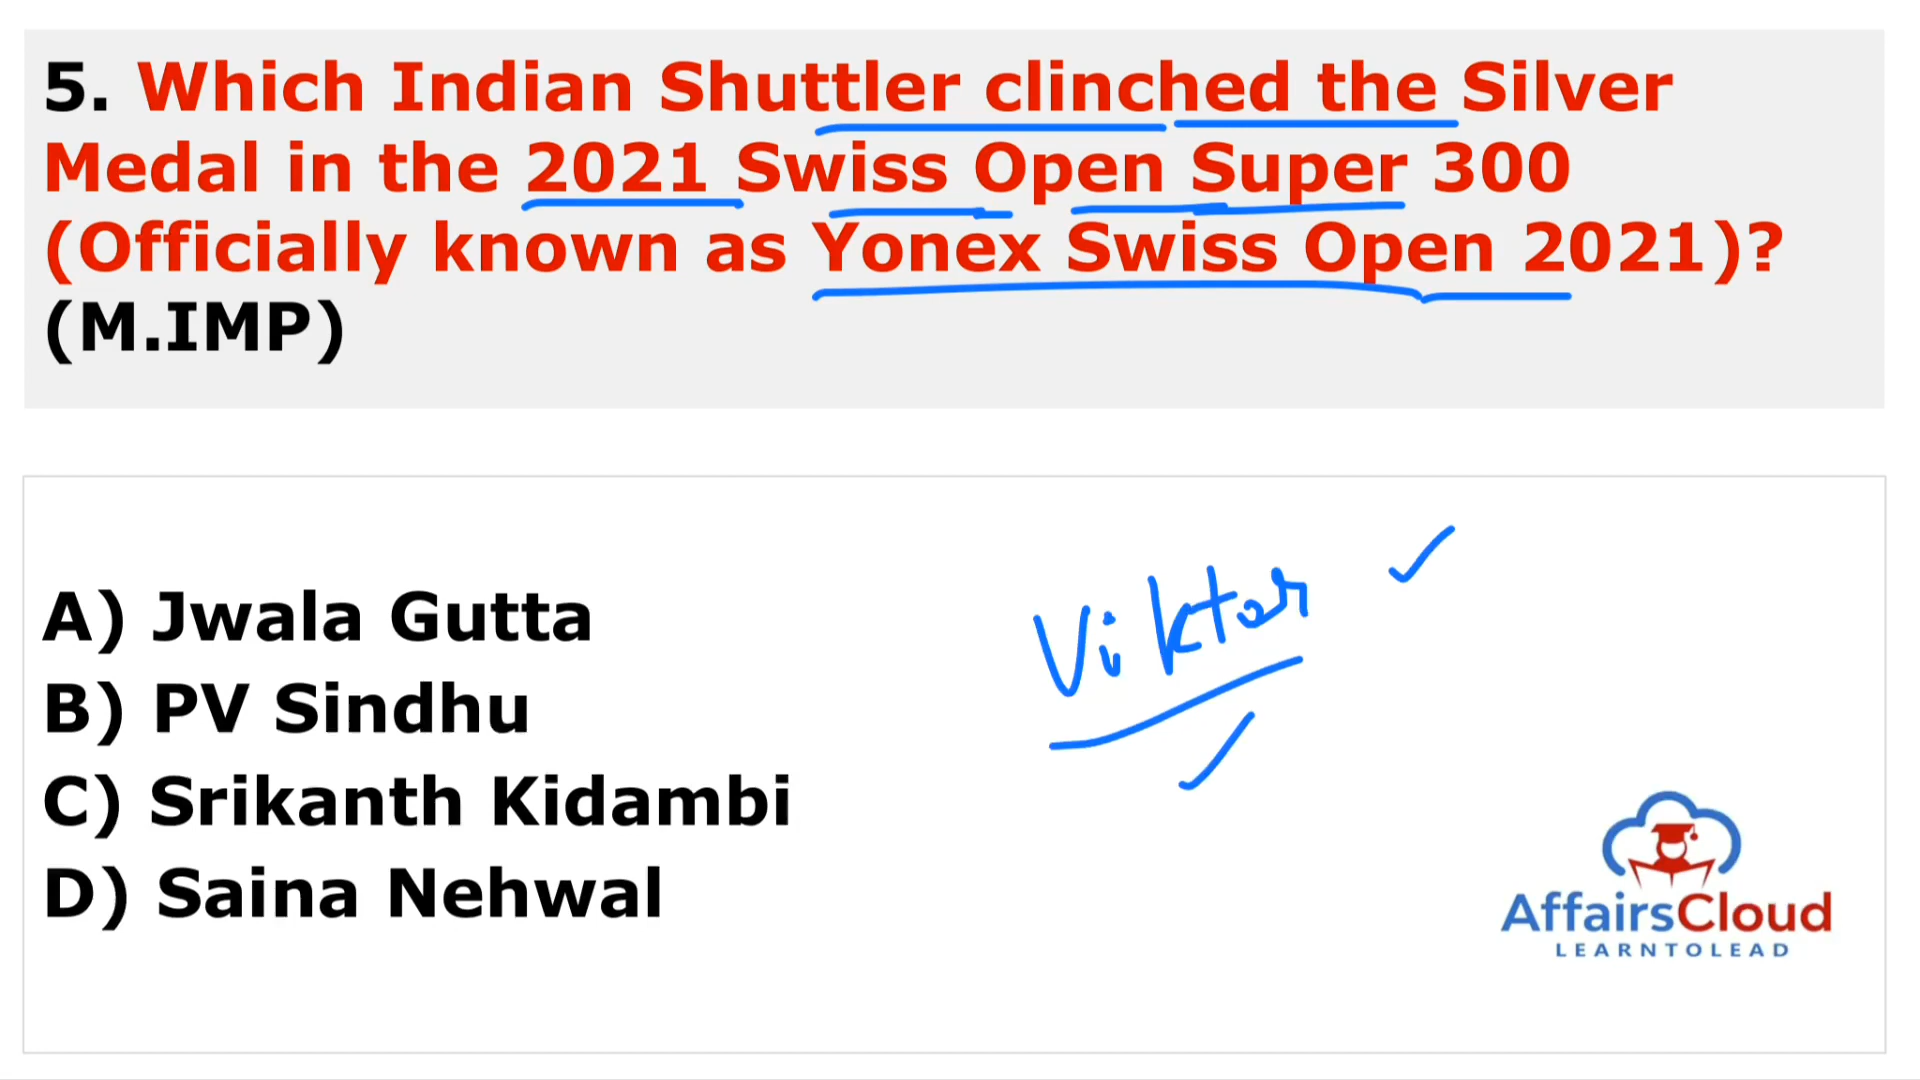 5. Which Indian Shuttler clinched the Silver
Medal in the 2021 Swiss Open Super 300
(Officially known as Yonex Swiss Open 2021)?
(M.IMP)
A) Jwala Gutta
B) PV Sindhu
C) Srikanth Kidambi
D) Saina Nehwal
Viktor
AffairsCloud
LEARNTOLEAD